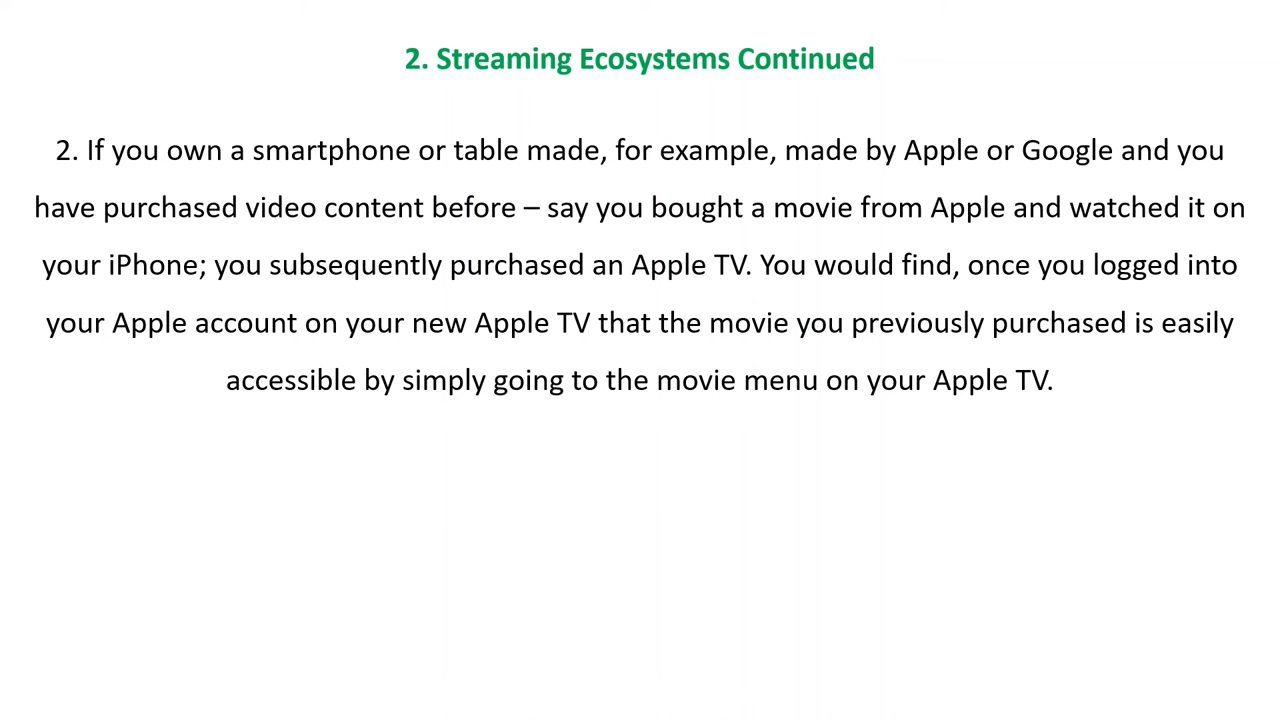 2. Streaming Ecosystems Continued
2. If you own a smartphone or table made, for example, made by Apple or Google and you
have purchased video content before – say you bought a movie from Apple and watched it on
your iPhone; you subsequently purchased an Apple TV. You would find, once you logged into
your Apple account on your new Apple TV that the movie you previously purchased is easily
accessible by simply going to the movie menu on your Apple TV.